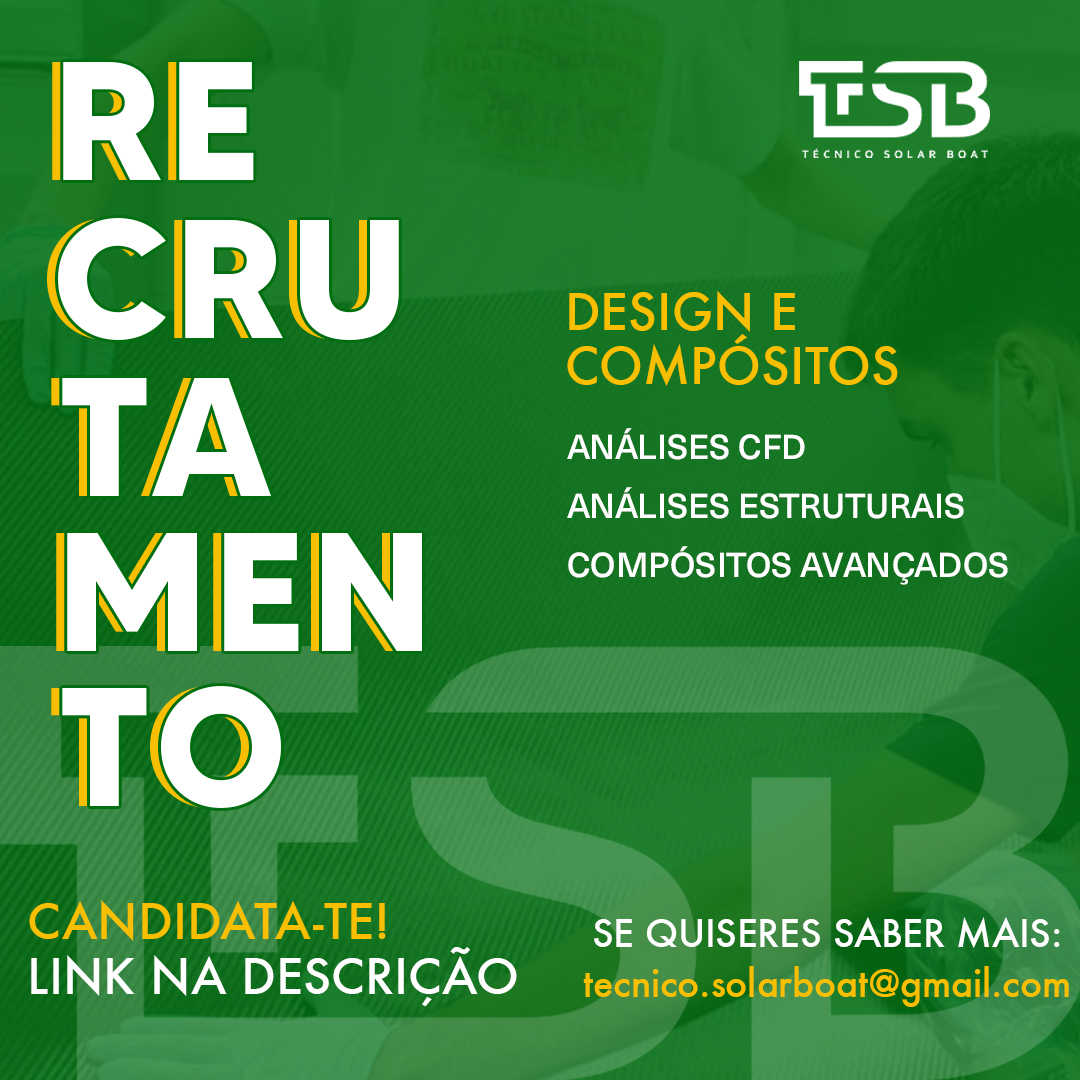 RE
CRU
TA
MEN
TO
TSB
TÉCNICO SOLAR BOAT
DESIGN E
COMPÓSITOS
ANÁLISES CFD
ANÁLISES ESTRUTURAIS
COMPÓSITOS AVANÇADOS
TSB
CANDIDATA-TE!
LINK NA DESCRIÇÃO
SE QUISERES SABER MAIS:
tecnico.solarboat@gmail.com